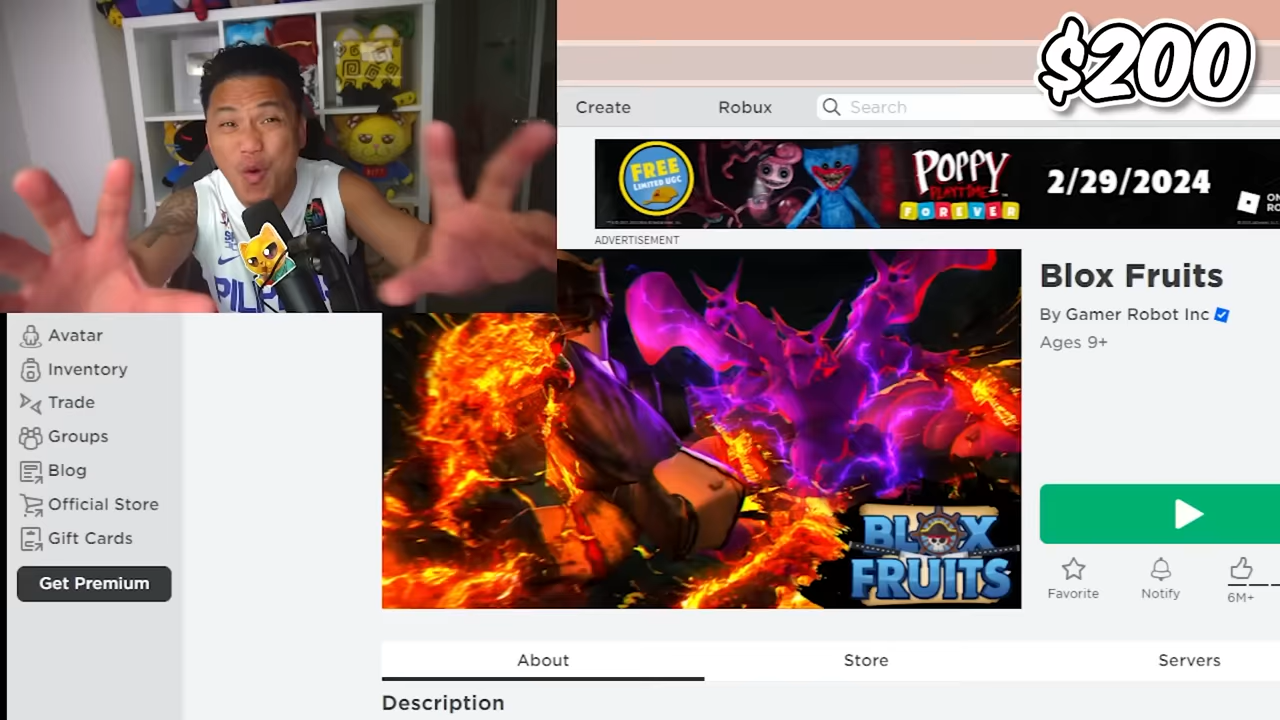 $200
Create
Robux
Search
FREE
LIMITED UGC
POPPY
PLAYTIME
FOREVER
2/29/2024
ADVERTISEMENT
Blox Fruits
By Gamer Robot Inc
Ages 9+
BLOX
FRUITS
Avatar
Inventory
Trade
Groups
Blog
Official Store
Gift Cards
Get Premium
Favorite
Notify
6M+
About
Store
Servers
Description